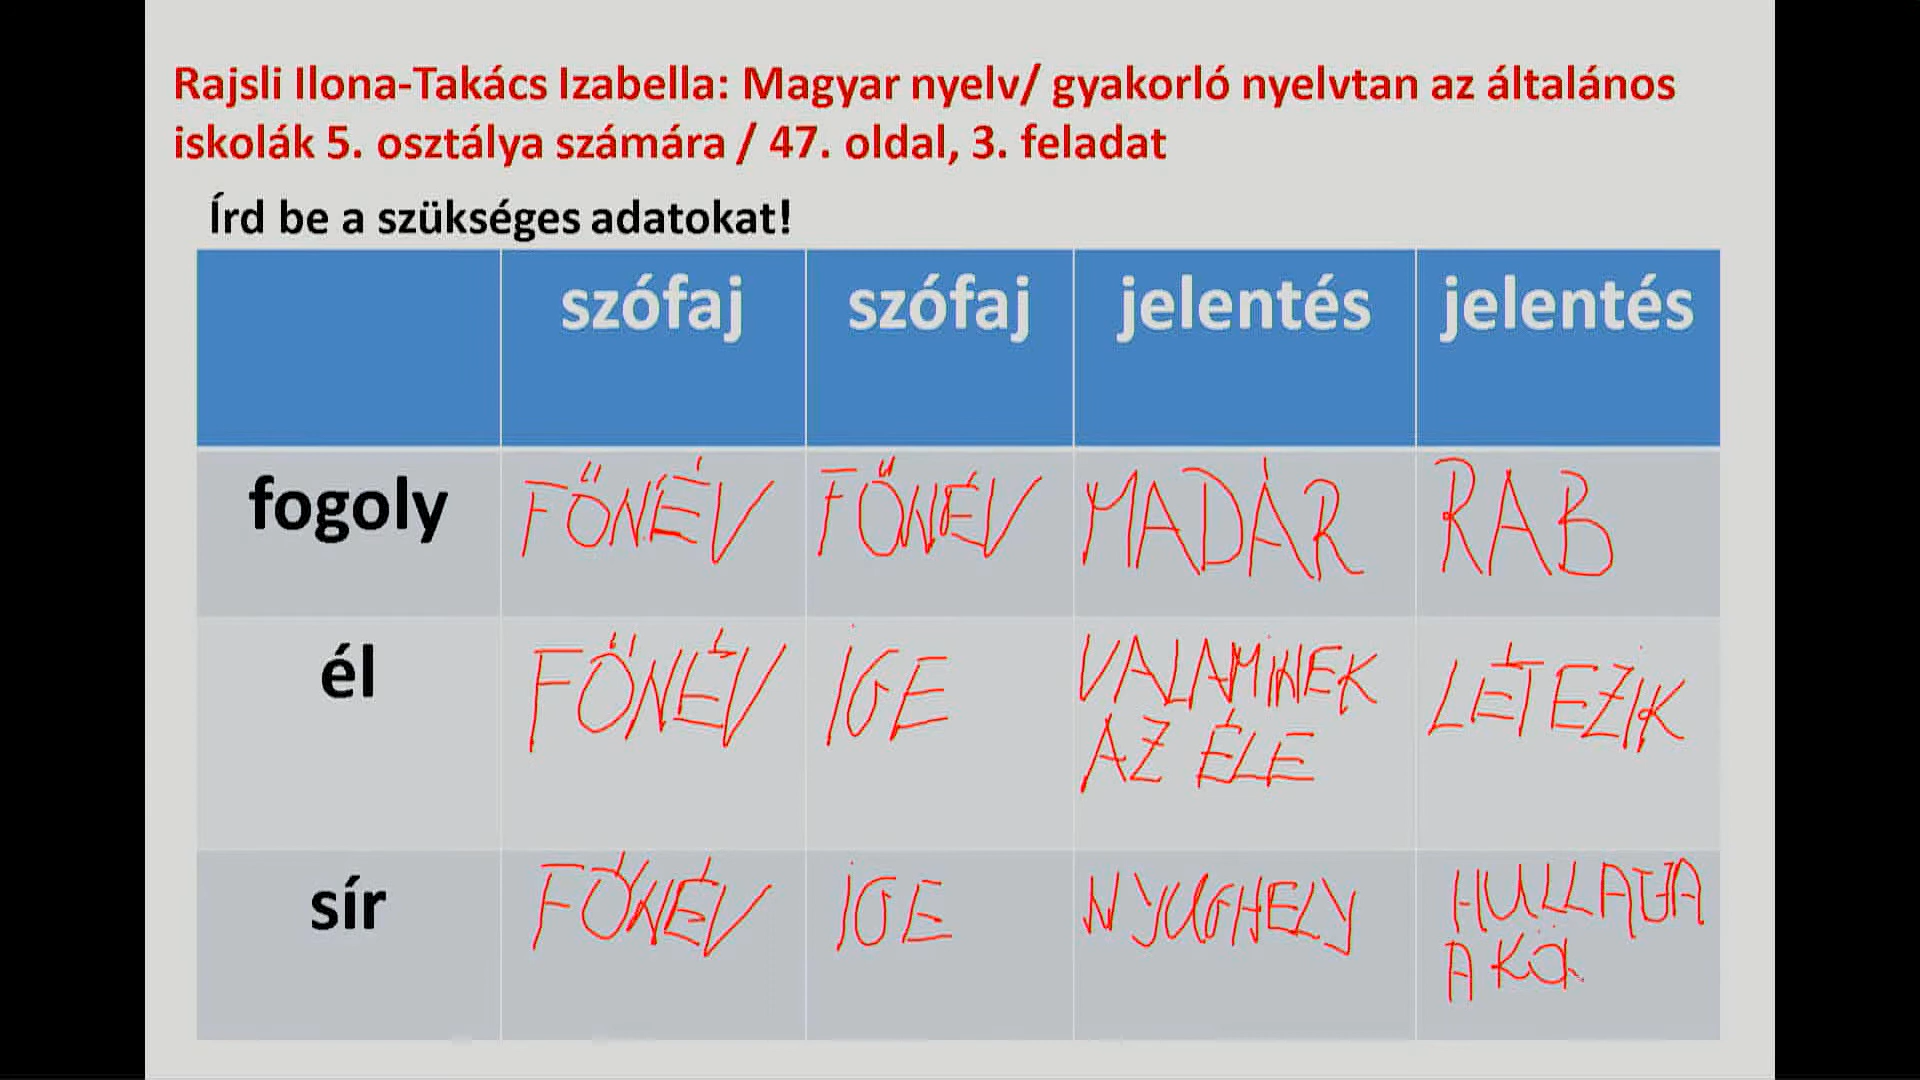 Rajsli Ilona-Takács Izabella: Magyar nyelv/ gyakorló nyelvtan az általános
iskolák 5. osztálya számára / 47. oldal, 3. feladat
Írd be a szükséges adatokat!
szófaj szófaj jelentés jelentés
fogoly FŐNÉV FŐNÉV MADÁR RAB
él FŐNÉV IGE VALAMINEK LÉTEZIK
AZ ÉLE
sír FŐNÉV IGE NYUGHELY HULLATJA
A KÖ